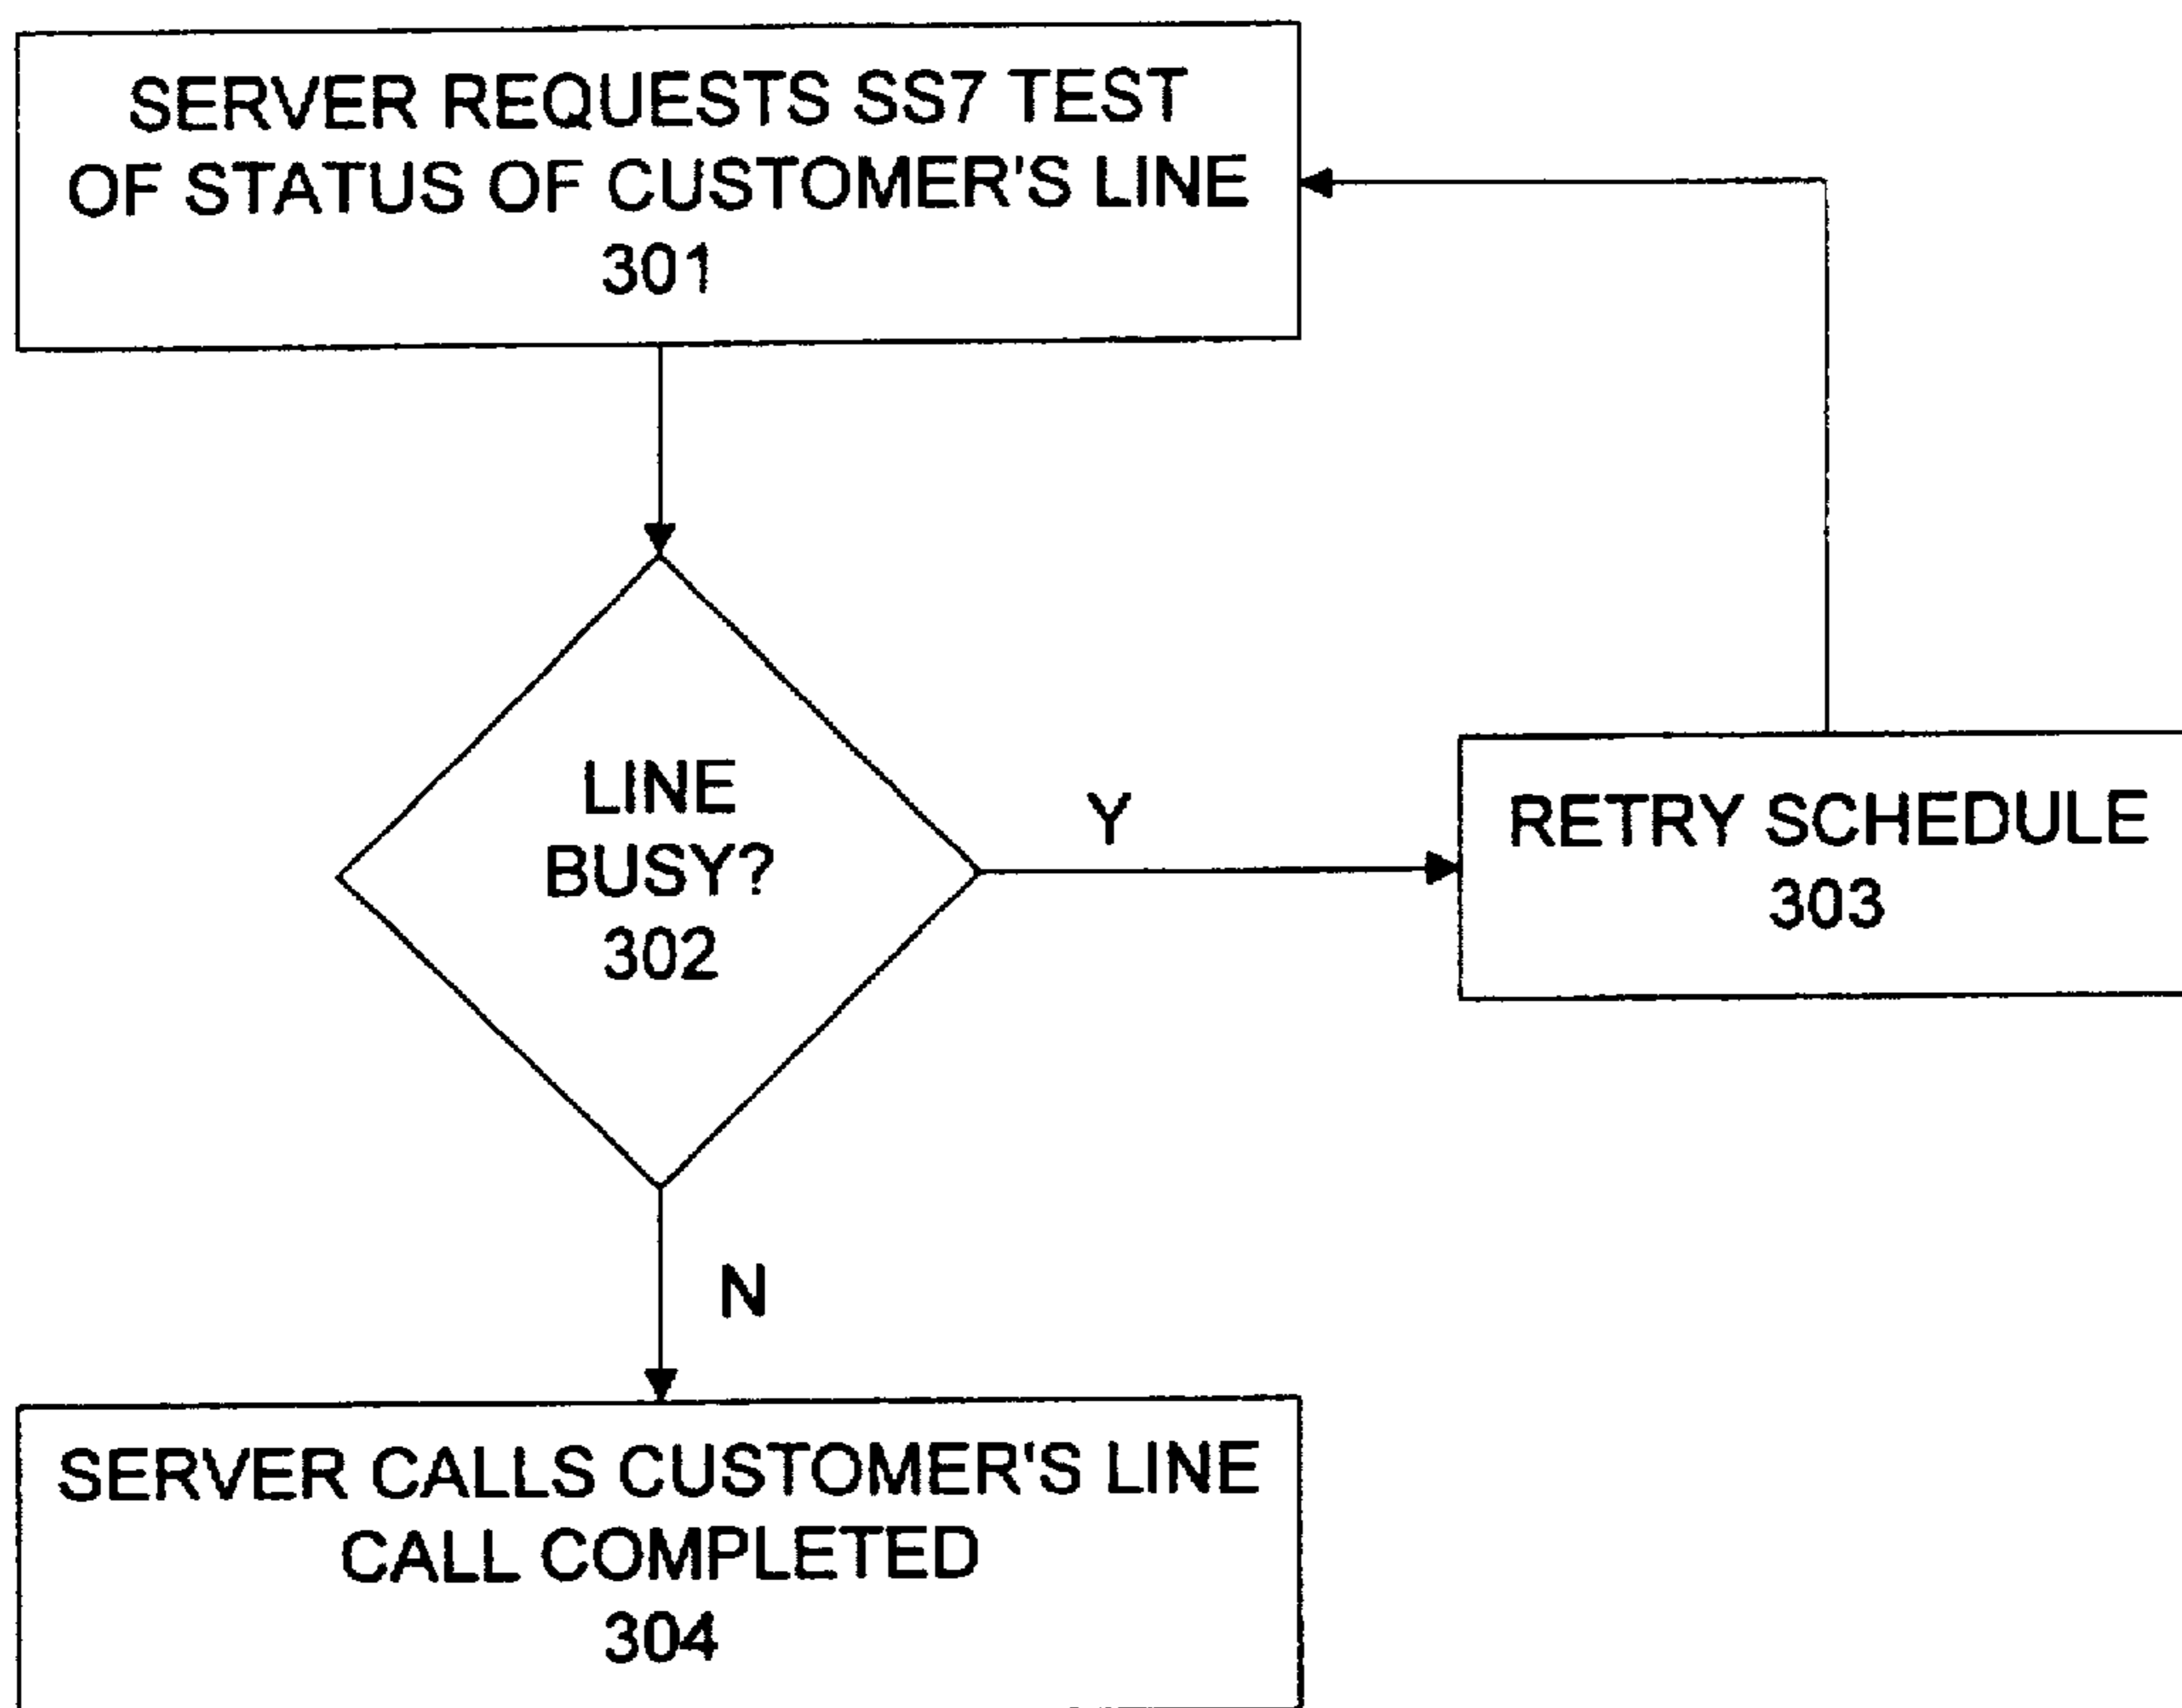 SERVER REQUESTS SS7 TEST
OF STATUS OF CUSTOMER'S LINE
301
LINE
BUSY?
302
Y
RETRY SCHEDULE
303
N
SERVER CALLS CUSTOMER'S LINE
CALL COMPLETED
304